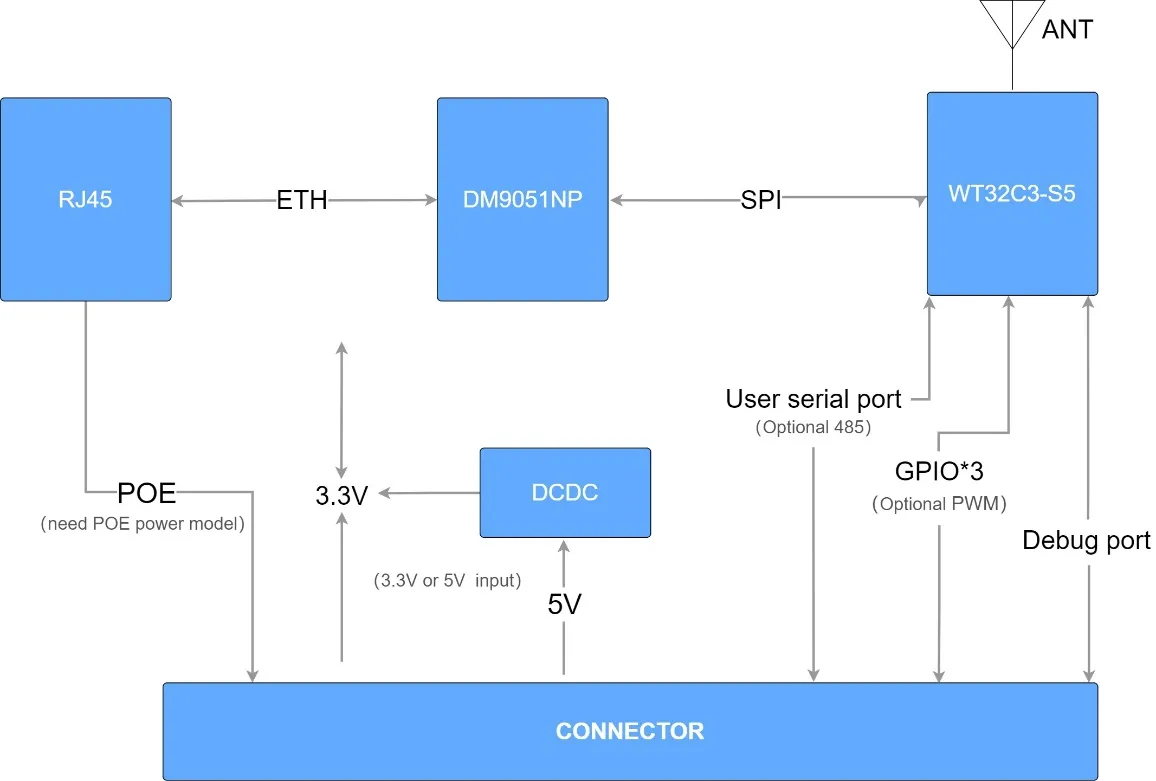 ANT
RJ45
ETH
DM9051NP
SPI
WT32C3-S5
User serial port
(Optional 485)
GPIO*3
(Optional PWM)
POE
(need POE power model)
3.3V
DCDC
Debug port
(3.3V or 5V input)
5V
CONNECTOR